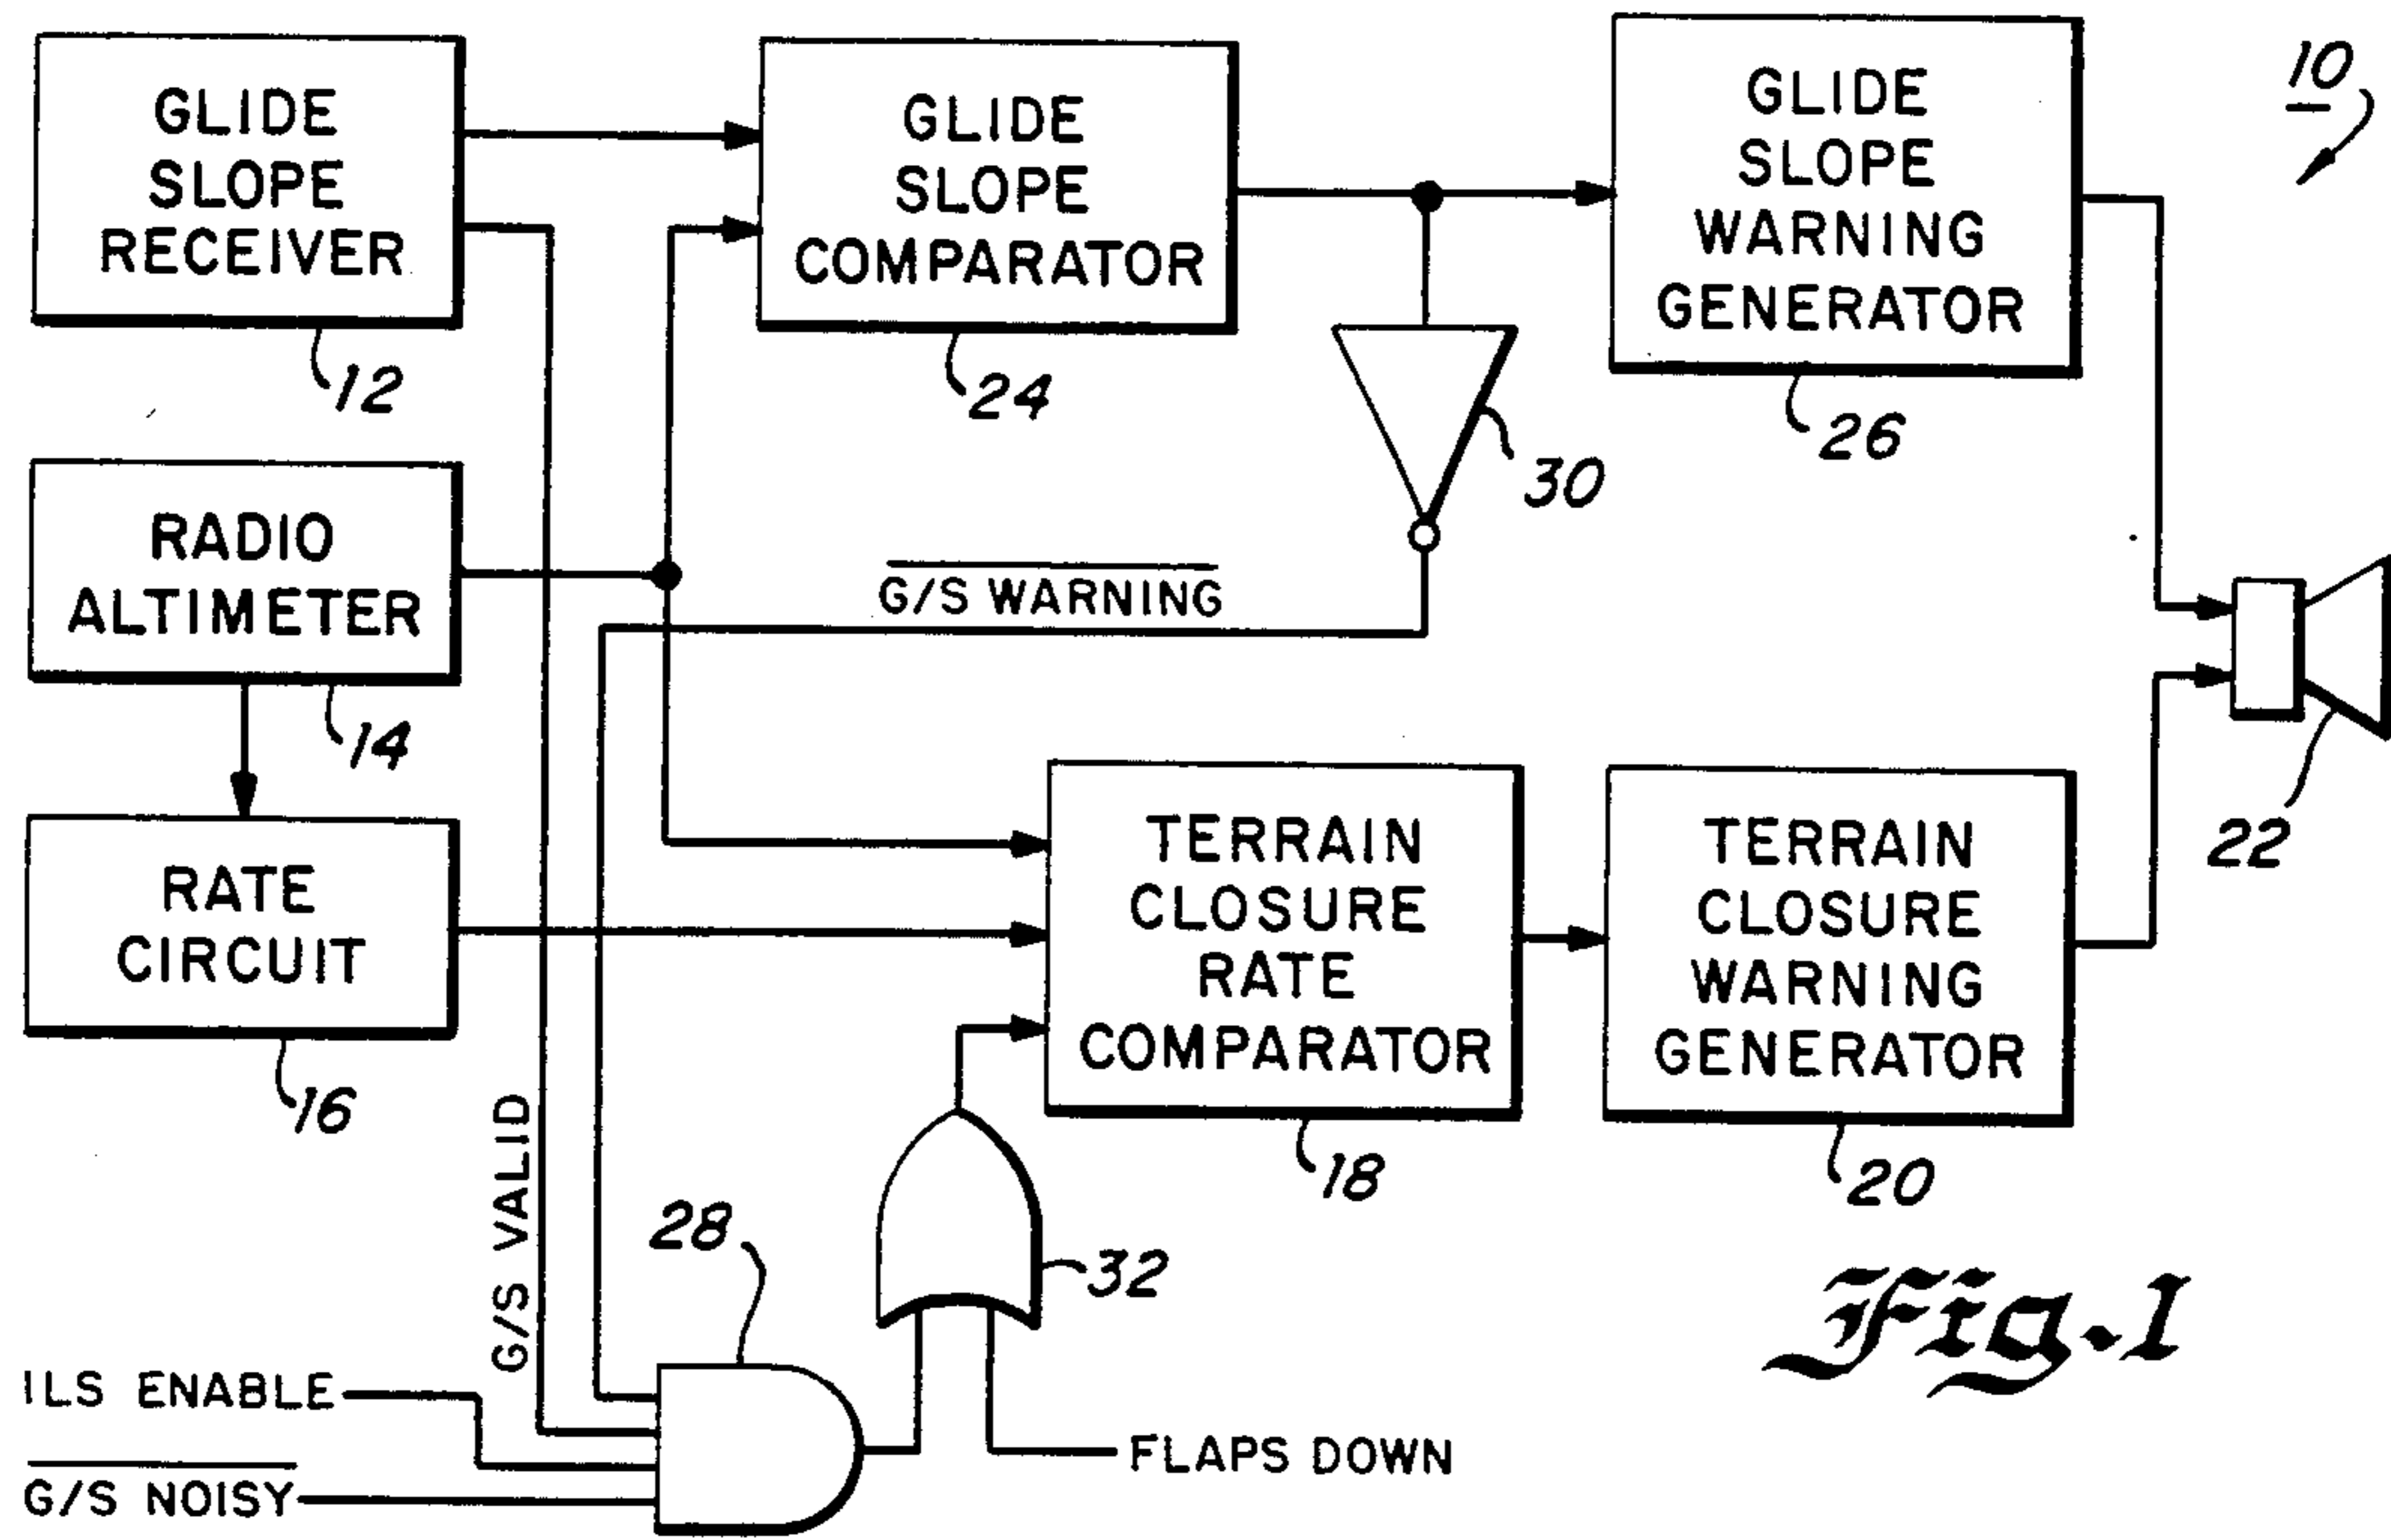 GLIDE
SLOPE
RECEIVER
12
GLIDE
SLOPE
COMPARATOR
24
GLIDE
SLOPE
WARNING
GENERATOR
26
10
30
RADIO
ALTIMETER
14
G/S WARNING
22
RATE
CIRCUIT
16
TERRAIN
CLOSURE
RATE
COMPARATOR
18
TERRAIN
CLOSURE
WARNING
GENERATOR
20
G/S VALID
28
32
ILS ENABLE
G/S NOISY
FLAPS DOWN
Fig. 1